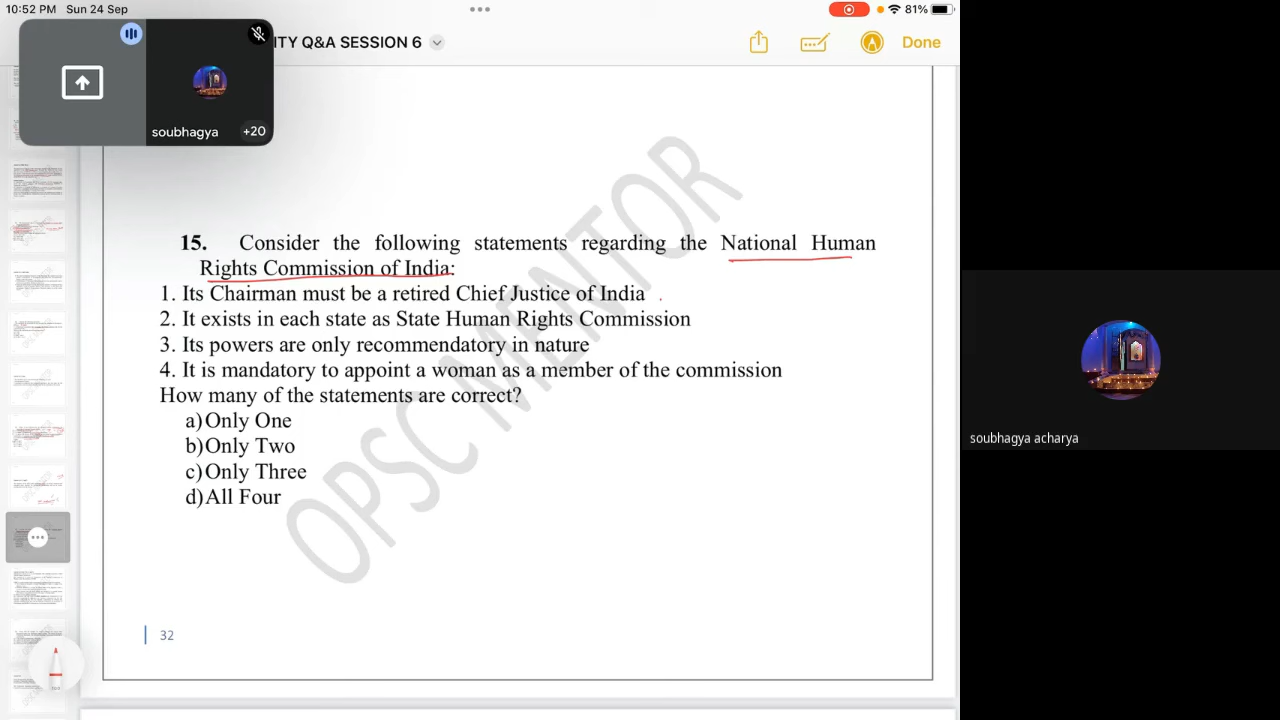 10:52 PM Sun 24 Sep
81%
ITY Q&A SESSION 6
Done
soubhagya
+20
15. Consider the following statements regarding the National Human
Rights Commission of India:
1. Its Chairman must be a retired Chief Justice of India
2. It exists in each state as State Human Rights Commission
3. Its powers are only recommendatory in nature
4. It is mandatory to appoint a woman as a member of the commission
How many of the statements are correct?
a) Only One
b) Only Two
c) Only Three
d) All Four
OPSC MENTOR
32
soubhagya acharya